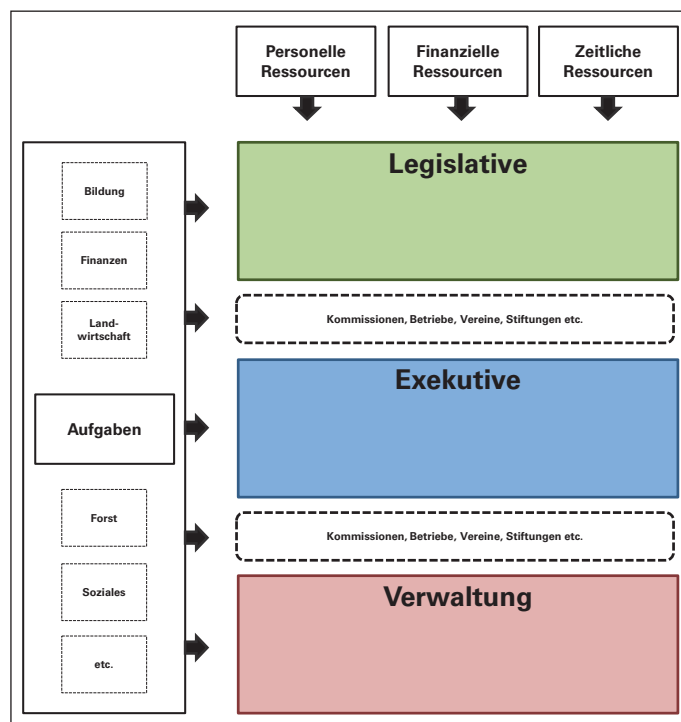 Personelle
Ressourcen
Finanzielle
Ressourcen
Zeitliche
Ressourcen
Bildung
Finanzen
Land-
wirtschaft
Aufgaben
Forst
Soziales
etc.
Legislative
Kommissionen, Betriebe, Vereine, Stiftungen etc.
Exekutive
Kommissionen, Betriebe, Vereine, Stiftungen etc.
Verwaltung